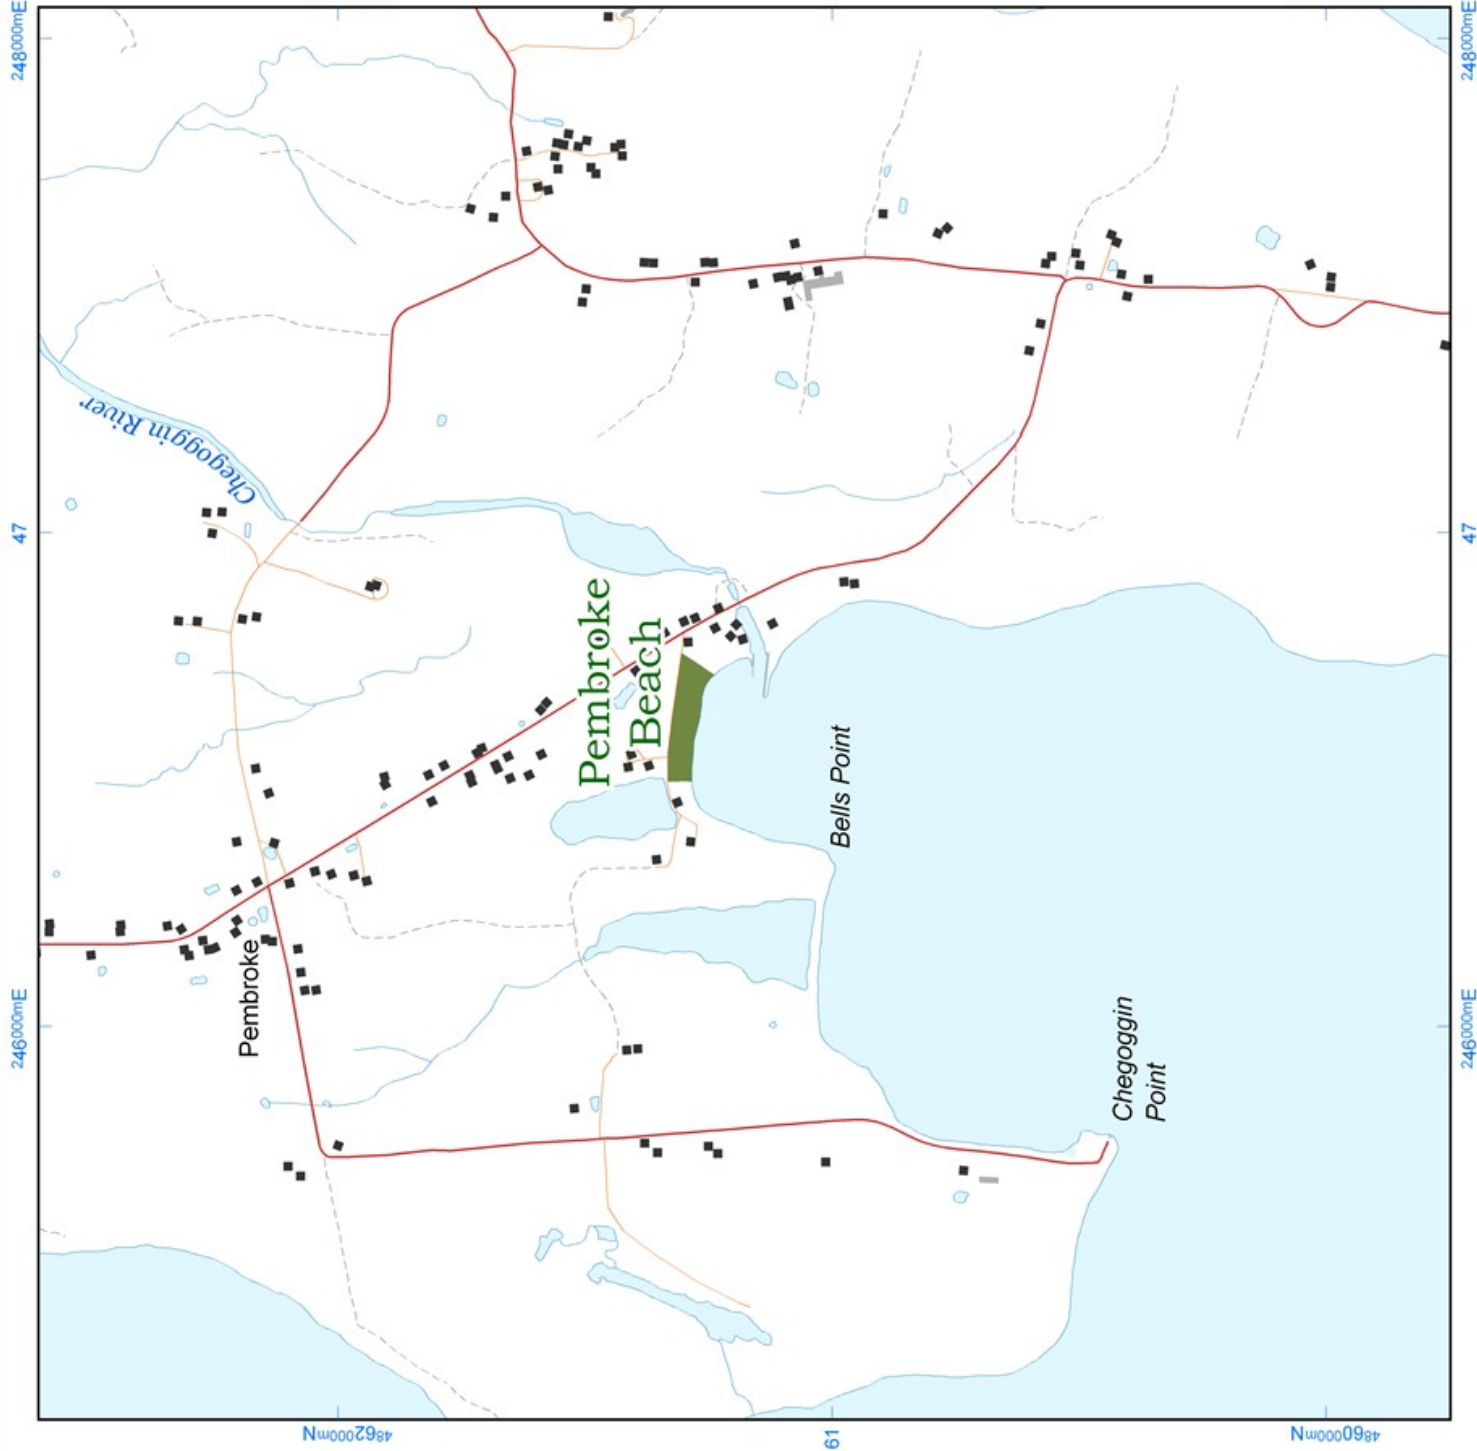 248000mE
248000mE
Chegoggin River
47
47
Pembroke
Beach
Bells Point
Pembroke
246000mE
246000mE
Chegoggin
Point
4862000mN
61
4860000mN